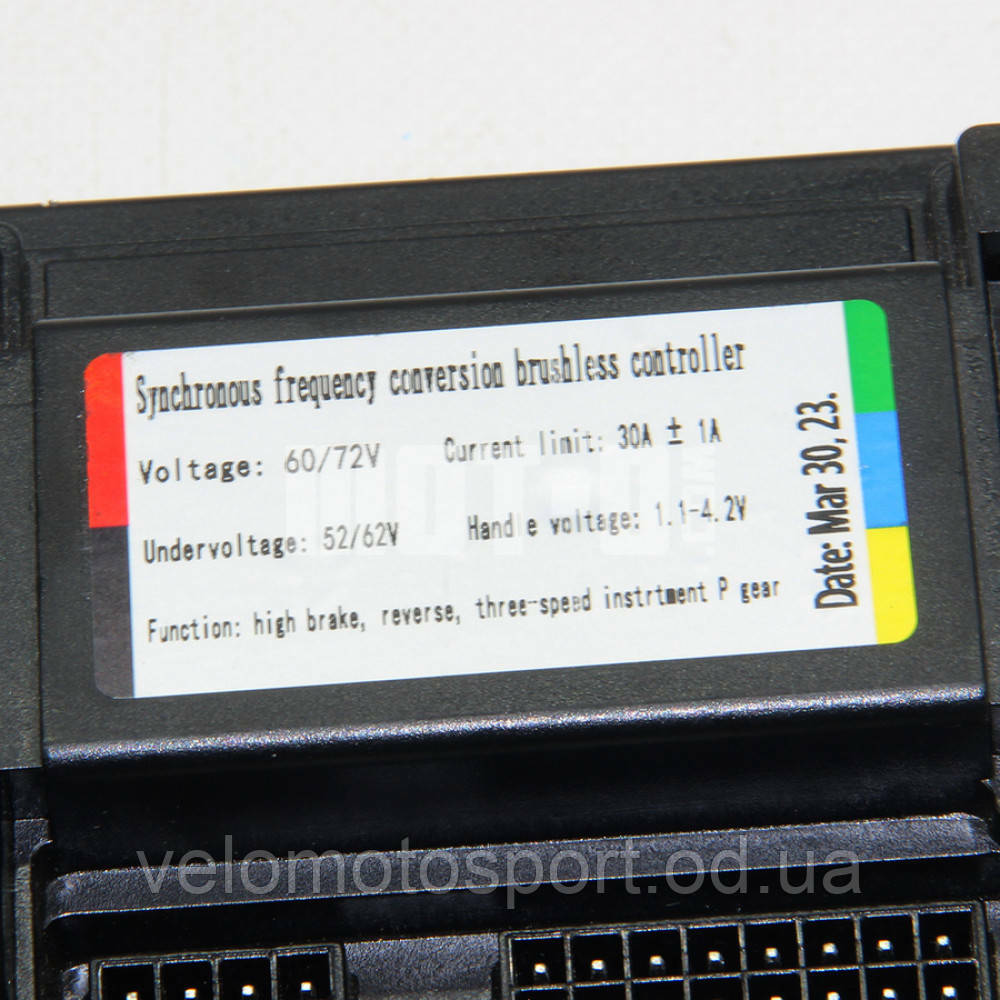 Synchronous frequency conversion brushless controller
Voltage: 60/72V Current limit: 30A ± 1A
Undervoltage: 52/62V Handle voltage: 1.1-4.2V
Function: high brake, reverse, three-speed instrtment P gear
Date: Mar 30, 23.
velomotosport.od.ua